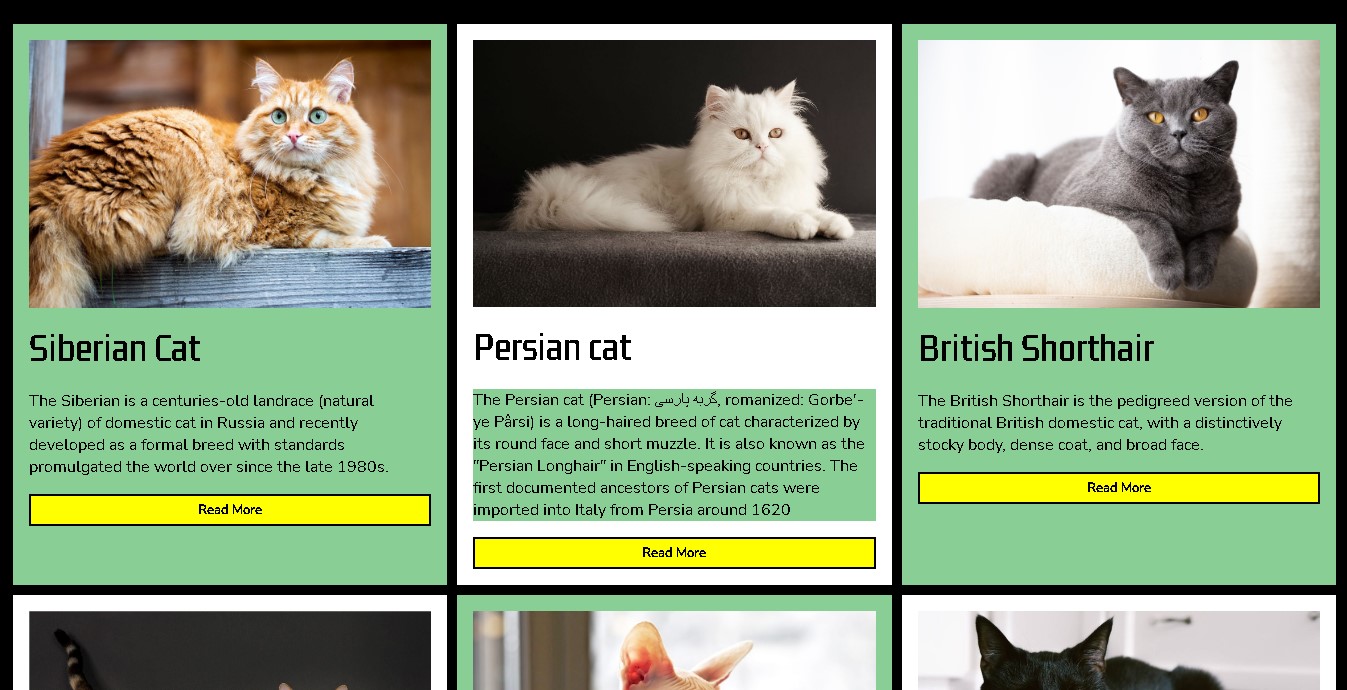 Siberian Cat
The Siberian is a centuries-old landrace (natural
variety) of domestic cat in Russia and recently
developed as a formal breed with standards
promulgated the world over since the late 1980s.
Read More
Persian cat
The Persian cat (Persian: گربه پارسی, romanized: Gorbe'-
ye Pârsi) is a long-haired breed of cat characterized by
its round face and short muzzle. It is also known as the
"Persian Longhair" in English-speaking countries. The
first documented ancestors of Persian cats were
imported into Italy from Persia around 1620
Read More
British Shorthair
The British Shorthair is the pedigreed version of the
traditional British domestic cat, with a distinctively
stocky body, dense coat, and broad face.
Read More